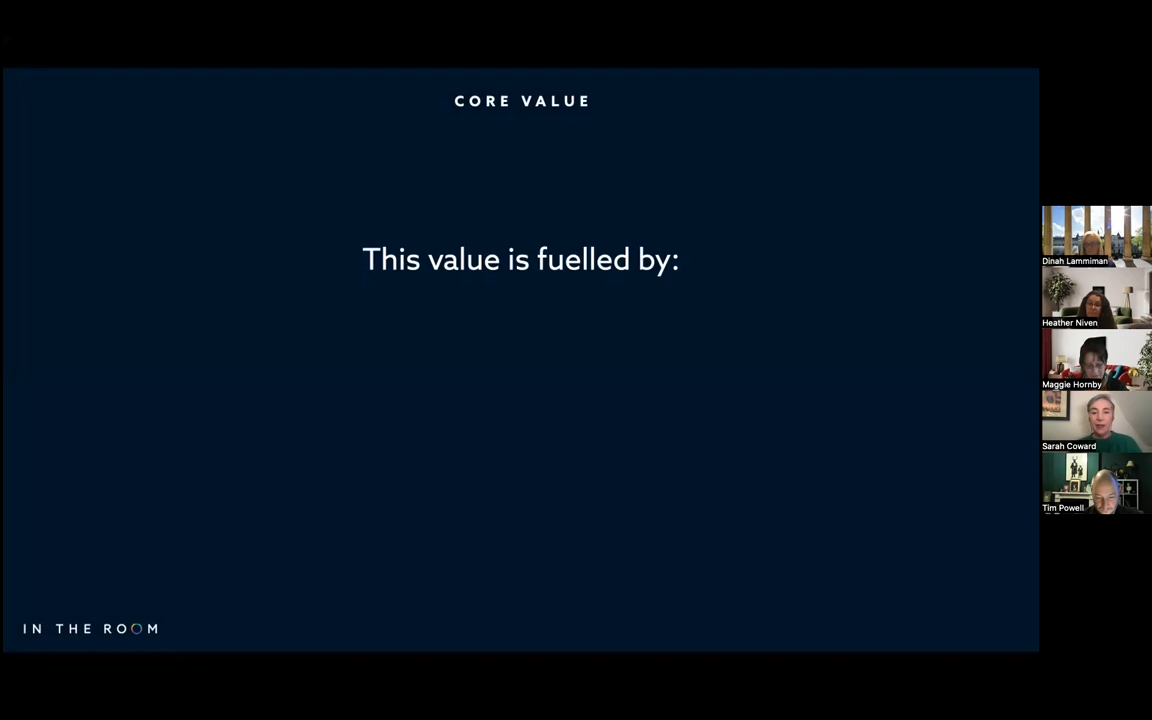 CORE VALUE
This value is fuelled by:
IN THE ROOM
Dinah Lammiman
Heather Niven
Maggie Hornby
Sarah Coward
Tim Powell